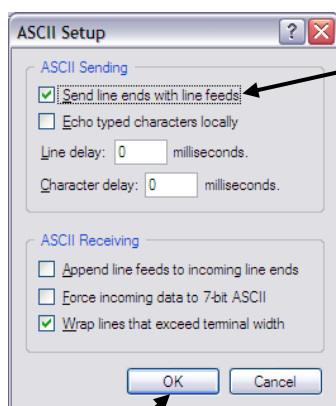 ASCII Setup
ASCII Sending
Send line ends with line feeds
Echo typed characters locally
Line delay: 0 milliseconds.
Character delay: 0 milliseconds.
ASCII Receiving
Append line feeds to incoming line ends
Force incoming data to 7-bit ASCII
Wrap lines that exceed terminal width
OK Cancel